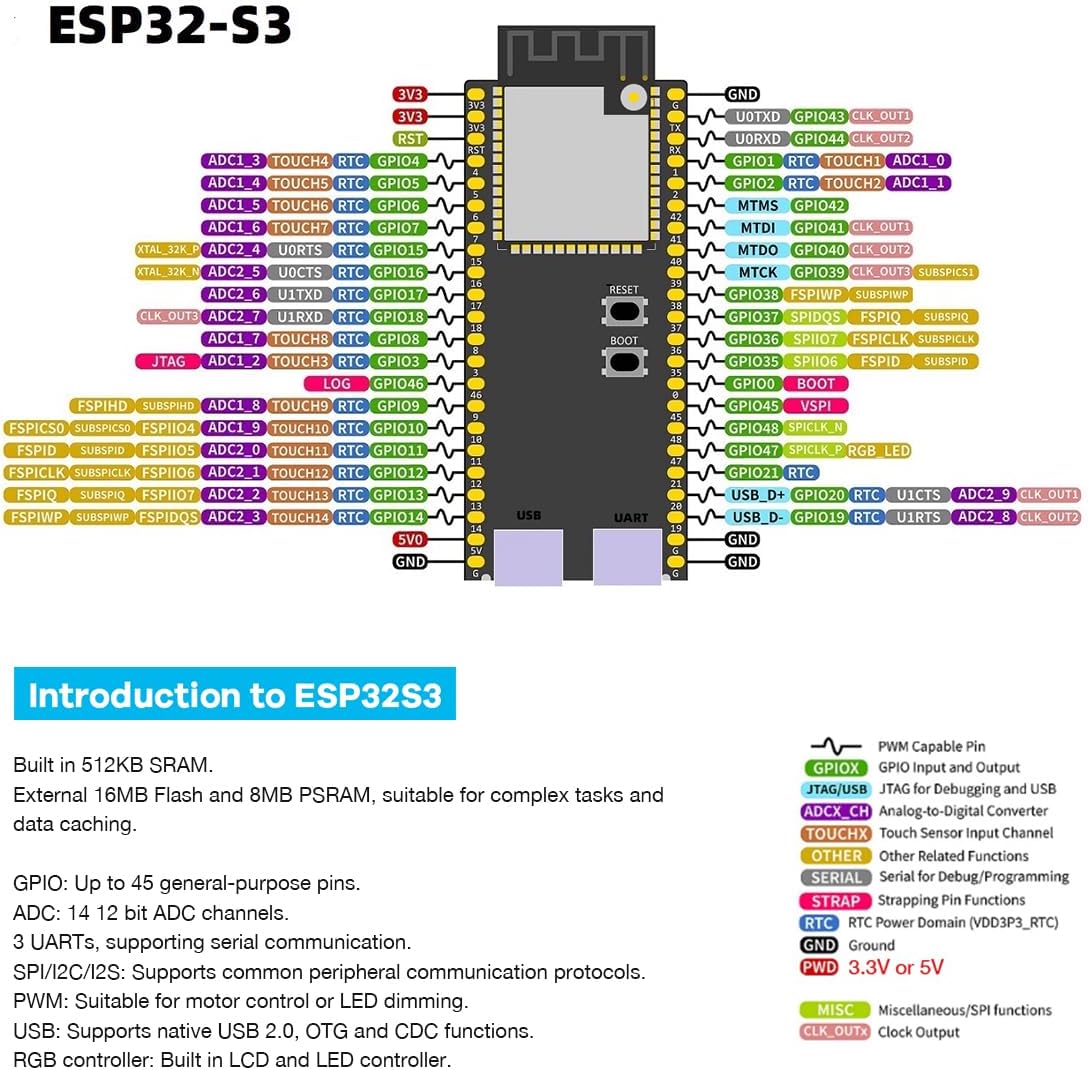 ESP32-S3
3V3 GND
3V3 U0TXD GPIO43 CLK_OUT1
RST U0RXD GPIO44 CLK_OUT2
ADC1_3 TOUCH4 RTC GPIO4 GPIO1 RTC TOUCH1 ADC1_0
ADC1_4 TOUCH5 RTC GPIO5 GPIO2 RTC TOUCH2 ADC1_1
ADC1_5 TOUCH6 RTC GPIO6 MTMS GPIO42
ADC1_6 TOUCH7 RTC GPIO7 MTDI GPIO41 CLK_OUT1
XTAL_32K_P ADC2_4 U0RTS RTC GPIO15 MTDO GPIO40 CLK_OUT2
XTAL_32K_N ADC2_5 U0CTS RTC GPIO16 MTCK GPIO39 CLK_OUT3 SUBSPICS1
ADC2_6 U1TXD RTC GPIO17 GPIO38 FSPIWP SUBSPIWP
CLK_OUT3 ADC2_7 U1RXD RTC GPIO18 GPIO37 SPIDQS FSPIQ SUBSPIQ
ADC1_7 TOUCH8 RTC GPIO8 GPIO36 SPIIO7 FSPICLK SUBSPICLK
JTAG ADC1_2 TOUCH3 RTC GPIO3 GPIO35 SPIIO6 FSPID SUBSPID
LOG GPIO46 GPIO0 BOOT
FSPIHD SUBSPIHD ADC1_8 TOUCH9 RTC GPIO9 GPIO45 VSPI
FSPICS0 SUBSPICS0 FSPIIO4 ADC1_9 TOUCH10 RTC GPIO10 GPIO48 SPICLK_N
FSPID SUBSPID FSPIIO5 ADC2_0 TOUCH11 RTC GPIO11 GPIO47 SPICLK_P RGB_LED
FSPICLK SUBSPICLK FSPIIO6 ADC2_1 TOUCH12 RTC GPIO12 GPIO21 RTC
FSPIQ SUBSPIQ FSPIIO7 ADC2_2 TOUCH13 RTC GPIO13 USB_D+ GPIO20 RTC U1CTS ADC2_9 CLK_OUT1
FSPIWP SUBSPIWP FSPIDQS ADC2_3 TOUCH14 RTC GPIO14 USB_D- GPIO19 RTC U1RTS ADC2_8 CLK_OUT2
5V0 GND
GND GND
3V3 G
3V3 TX
RST RX
4 1
5 2
6 42
7 41
15 40
16 39
17 38
18 37
8 36
3 35
46 0
9 45
10 48
11 47
12 21
13 20
14 19
5V G
G G
RESET
BOOT
USB UART
Introduction to ESP32S3
Built in 512KB SRAM.
External 16MB Flash and 8MB PSRAM, suitable for complex tasks and
data caching.
GPIO: Up to 45 general-purpose pins.
ADC: 14 12 bit ADC channels.
3 UARTs, supporting serial communication.
SPI/I2C/I2S: Supports common peripheral communication protocols.
PWM: Suitable for motor control or LED dimming.
USB: Supports native USB 2.0, OTG and CDC functions.
RGB controller: Built in LCD and LED controller.
PWM Capable Pin
GPIOX GPIO Input and Output
JTAG/USB JTAG for Debugging and USB
ADCX_CH Analog-to-Digital Converter
TOUCHX Touch Sensor Input Channel
OTHER Other Related Functions
SERIAL Serial for Debug/Programming
STRAP Strapping Pin Functions
RTC RTC Power Domain (VDD3P3_RTC)
GND Ground
PWD 3.3V or 5V
MISC Miscellaneous/SPI functions
CLK_OUTx Clock Output